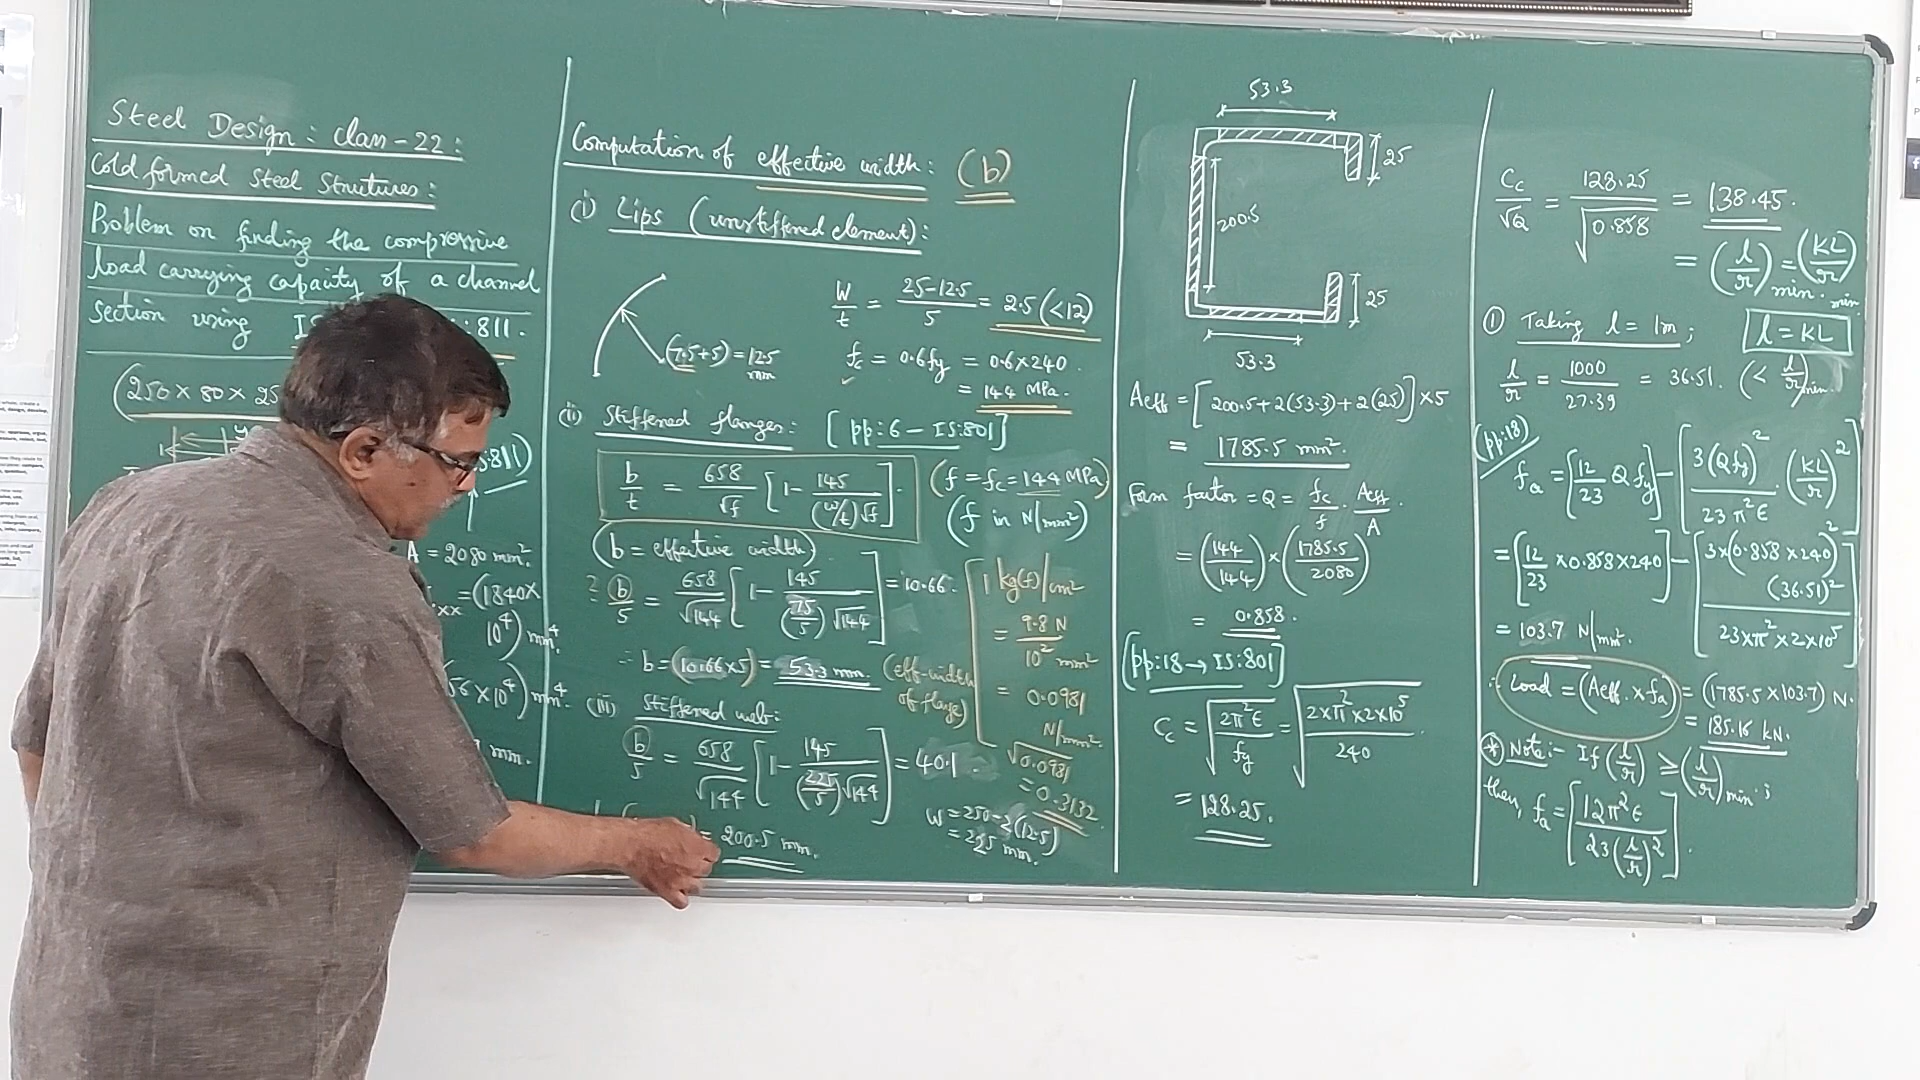 Steel Design: Class-22:
Cold formed Steel Structures:
Problem on finding the compressive
load carrying capacity of a channel
section using IS :811.
(250 × 80 × 25
S:811)
A = 2080 mm².
xx = (1840×
10⁴) mm⁴.
56 × 10⁴) mm⁴.
mm.
Computation of effective width: (b)
(i) Lips (unstiffened element):
(7.5+5) = 12.5 mm
W/t = (25-12.5)/5 = 2.5 (<12)
fc = 0.6fy = 0.6×240
= 144 MPa.
(ii) Stiffened flanges: [pp:6 – IS:801]
b/t = 658/√f [1 - 145/((w/t)√f)].
(f = fc = 144 MPa)
(f in N/mm²)
(b = effective width)
b/5 = 658/√144 [1 - 145/((75/5)√144)] = 10.66.
∴ b = (10.66×5) = 53.3 mm. (eff-width of flange)
1 kg(f)/cm²
= 9.8 N/10² mm²
= 0.0981
N/mm².
√0.0981
= 0.3132
(iii) Stiffened web:
b/5 = 658/√144 [1 - 145/((225/5)√144)] = 40.1
= 200.5 mm.
W = 250-2(12.5)
= 225 mm.
53.3
25
200.5
25
53.3
Aeff = [200.5+2(53.3)+2(25)]×5
= 1785.5 mm².
Form factor = Q = fc/f . Aeff/A.
= (144/144) × (1785.5/2080)
= 0.858.
[pp:18 → IS:801]
Cc = √(2π²E/fy) = √(2×π²×2×10⁵/240).
= 128.25.
Cc/√Q = 128.25/√0.858 = 138.45.
= (l/r)min. = (KL/r)min
① Taking l = 1m; l = KL
l/r = 1000/27.39 = 36.51. (< (l/r)min.)
(pp:18)
fa = [12/23 Q fy] - [3(Qfy)²/23π²E . (KL/r)²]
= [12/23 × 0.858×240] - [3×(0.858×240)² (36.51)²/23×π²×2×10⁵]
= 103.7 N/mm².
∴ Load = (Aeff. × fa) = (1785.5×103.7) N.
= 185.16 kN.
(*) Note:- If (l/r) ≥ (l/r)min;
then, fa = [12π²E/23(l/r)²].